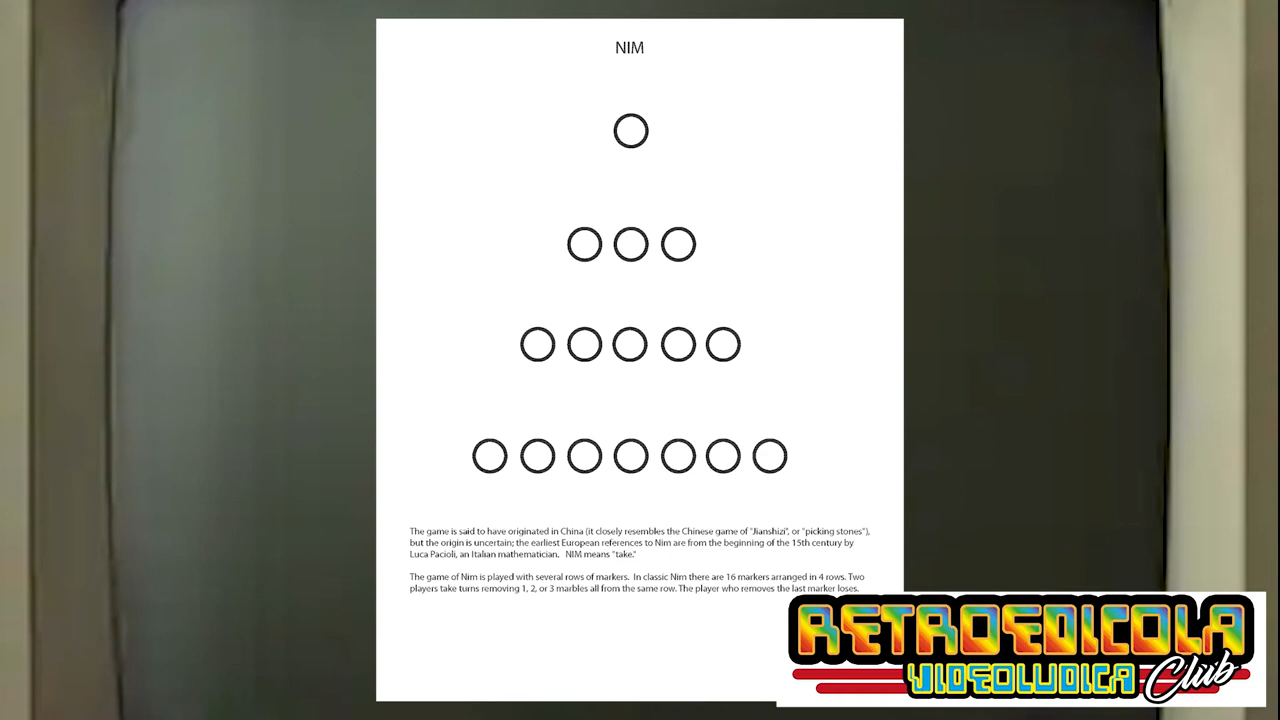 NIM
The game is said to have originated in China (it closely resembles the Chinese game of "Jianshizi", or "picking stones"),
but the origin is uncertain; the earliest European references to Nim are from the beginning of the 15th century by
Luca Pacioli, an Italian mathematician.   NIM means "take."
The game of Nim is played with several rows of markers.  In classic Nim there are 16 markers arranged in 4 rows. Two
players take turns removing 1, 2, or 3 marbles all from the same row. The player who removes the last marker loses.
RETROEDICOLA
VIDEOLUDICA Club